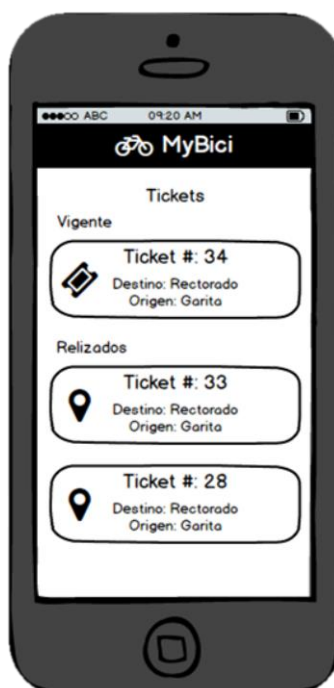 ABC 09:20 AM
MyBici
Tickets
Vigente
Ticket #: 34
Destino: Rectorado
Origen: Garita
Relizados
Ticket #: 33
Destino: Rectorado
Origen: Garita
Ticket #: 28
Destino: Rectorado
Origen: Garita